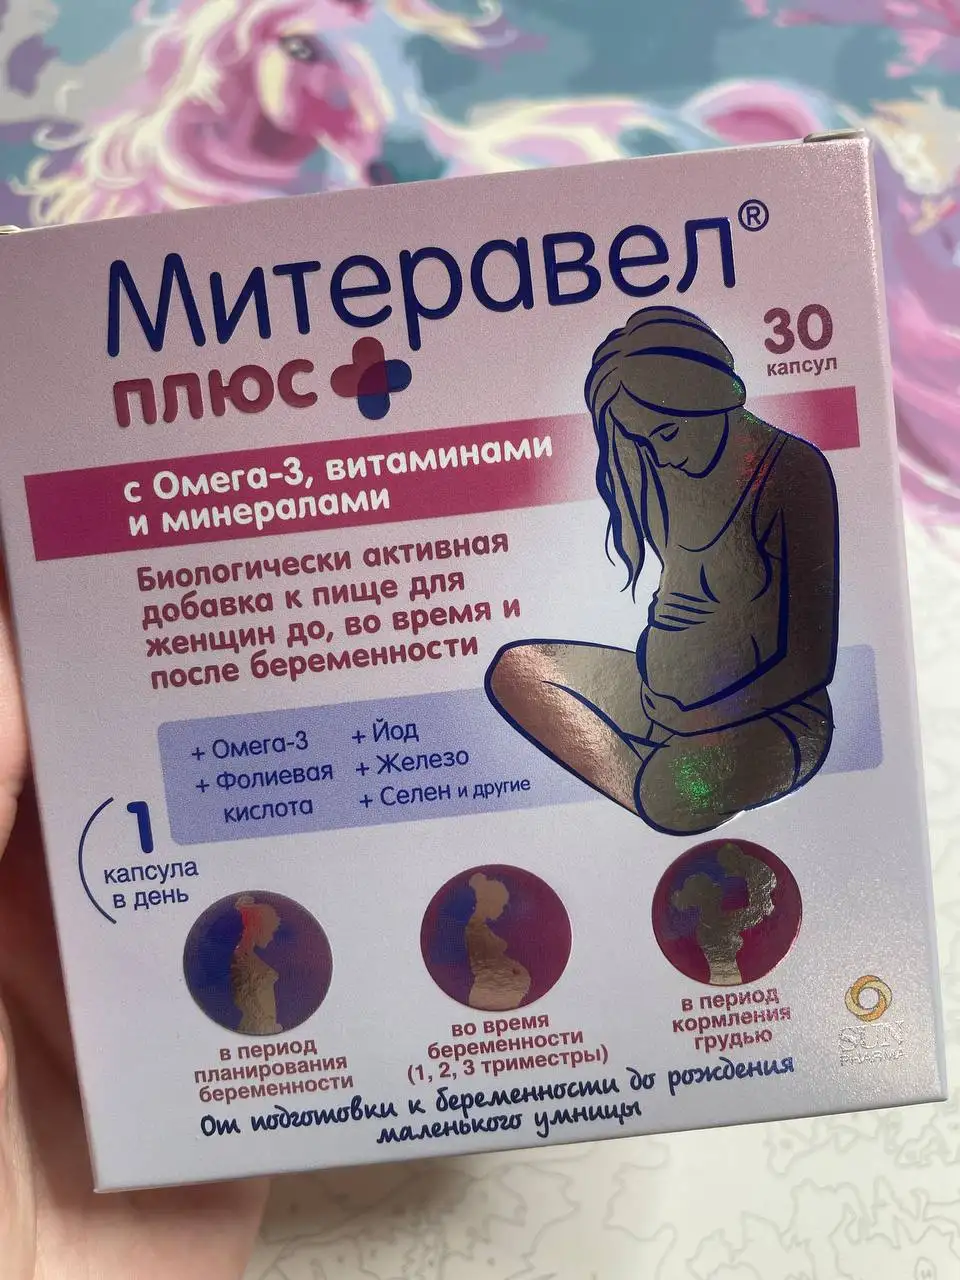 Митеравел®
плюс
30
капсул
с Омега-3, витаминами
и минералами
Биологически активная
добавка к пище для
женщин до, во время и
после беременности
+ Омега-3
+ Фолиевая
кислота
+ Йод
+ Железо
+ Селен и другие
1
капсула
в день
в период
планирования
беременности
во время
беременности
(1, 2, 3 триместры)
в период
кормления
грудью
SUN
PHARMA
От подготовки к беременности до рождения
маленького умницы